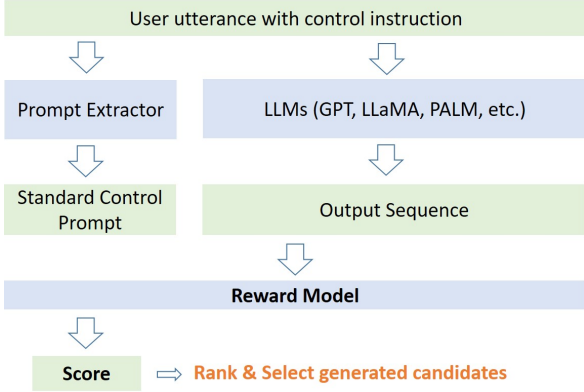 User utterance with control instruction
Prompt Extractor
LLMs (GPT, LLaMA, PALM, etc.)
Standard Control
Prompt
Output Sequence
Reward Model
Score
Rank & Select generated candidates